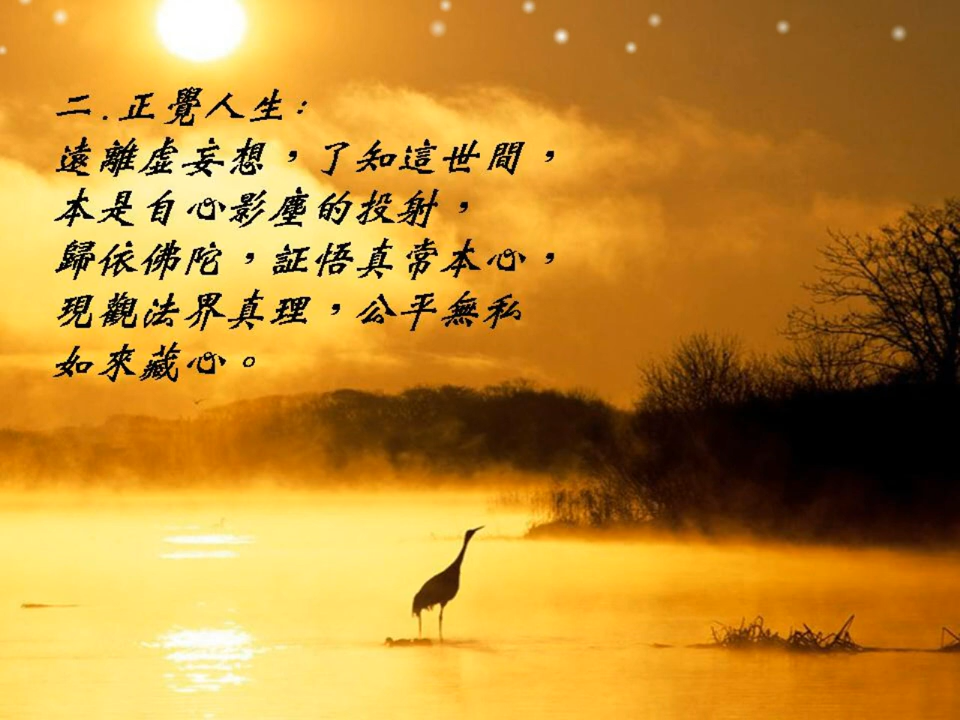 二.正覺人生:
遠離虛妄想，了知這世間，
本是自心影塵的投射，
歸依佛陀，証悟真常本心，
現觀法界真理，公平無私
如來藏心。